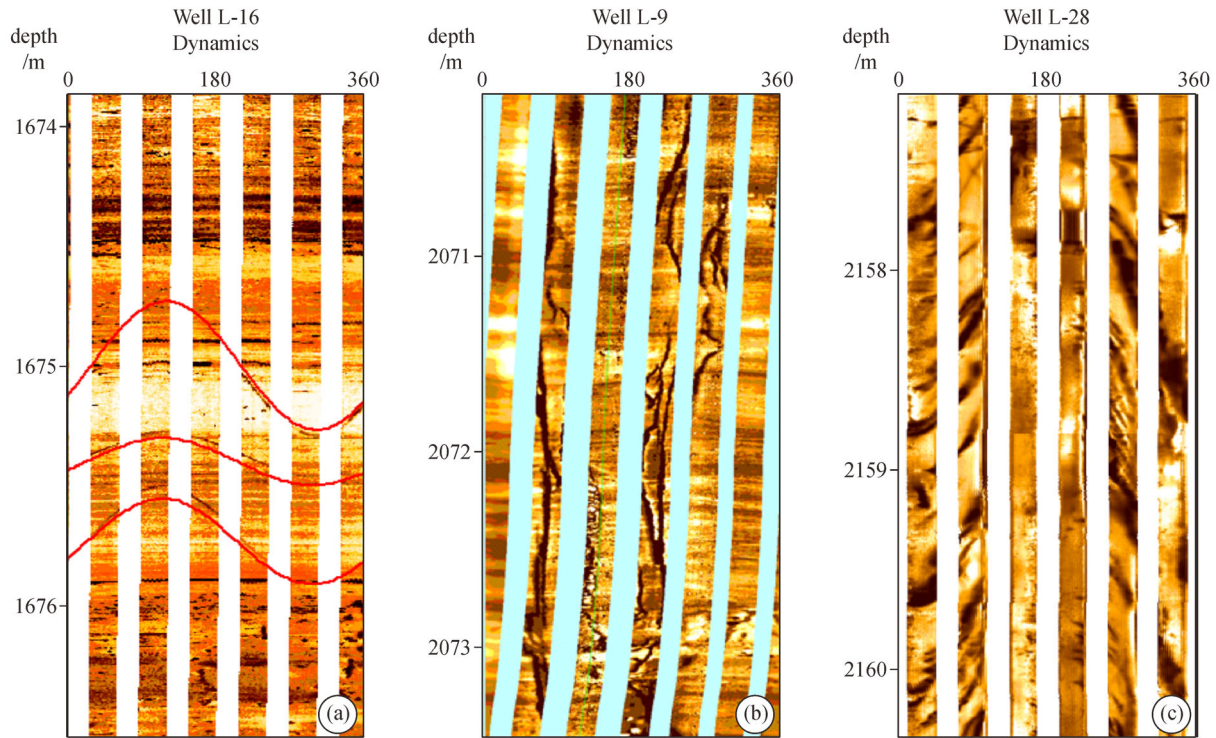 Well L-16
Dynamics
depth
/m
0 180 360
1674
1675
1676
(a)
Well L-9
Dynamics
depth
/m
0 180 360
2071
2072
2073
(b)
Well L-28
Dynamics
depth
/m
0 180 360
2158
2159
2160
(c)